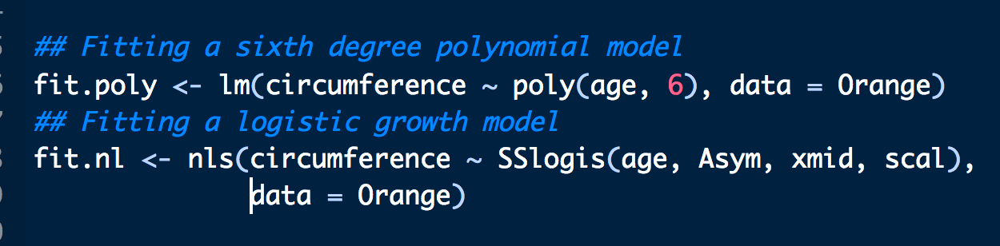 ## Fitting a sixth degree polynomial model
fit.poly <- lm(circumference ~ poly(age, 6), data = Orange)
## Fitting a logistic growth model
fit.nl <- nls(circumference ~ SSlogis(age, Asym, xmid, scal),
data = Orange)